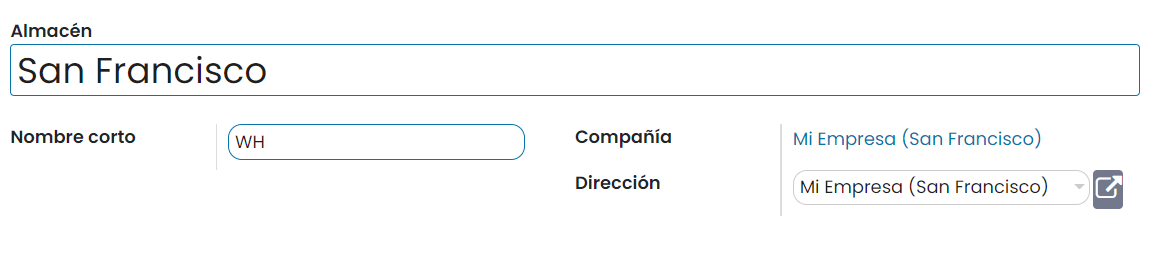 Almacén
San Francisco
Nombre corto
WH
Compañía
Mi Empresa (San Francisco)
Dirección
Mi Empresa (San Francisco)